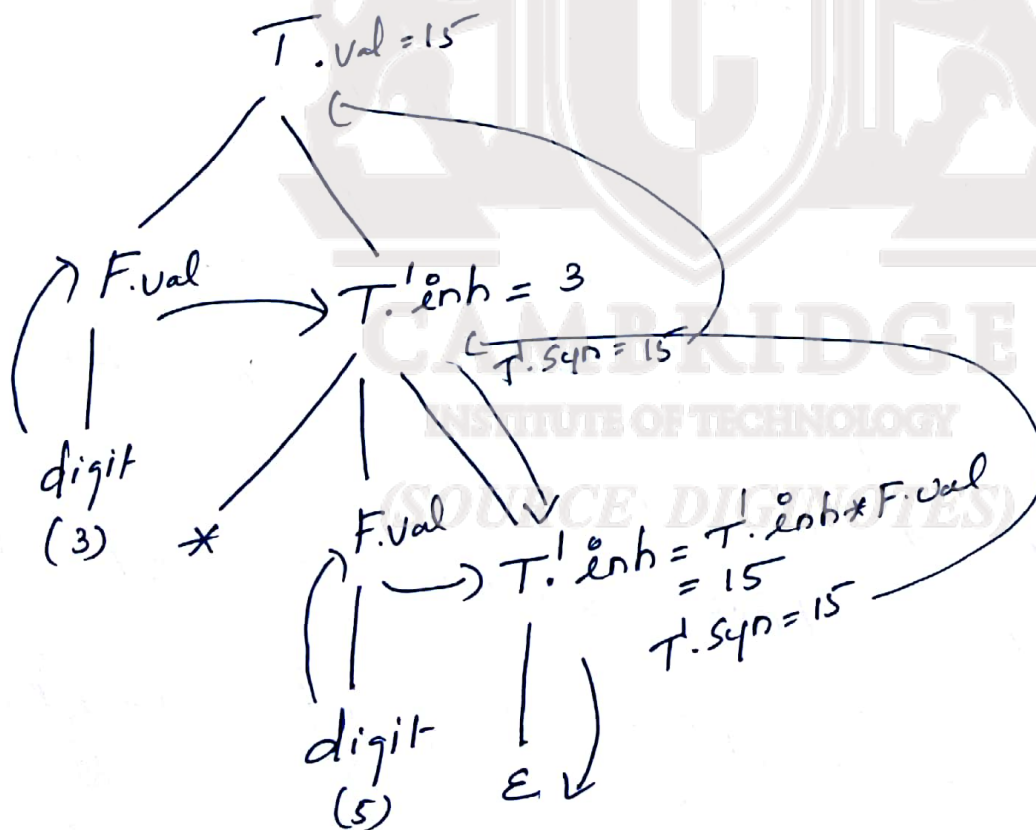 T.val = 15
F.val
T.'inh = 3
T'.syn = 15
CAMBRIDGE
INSTITUTE OF TECHNOLOGY
digit
(3)
*
(SOURCE DIGINOTES)
F.val
T.'inh = T.'inh*F.val
= 15
T'.syn = 15
digit
(5)
ε